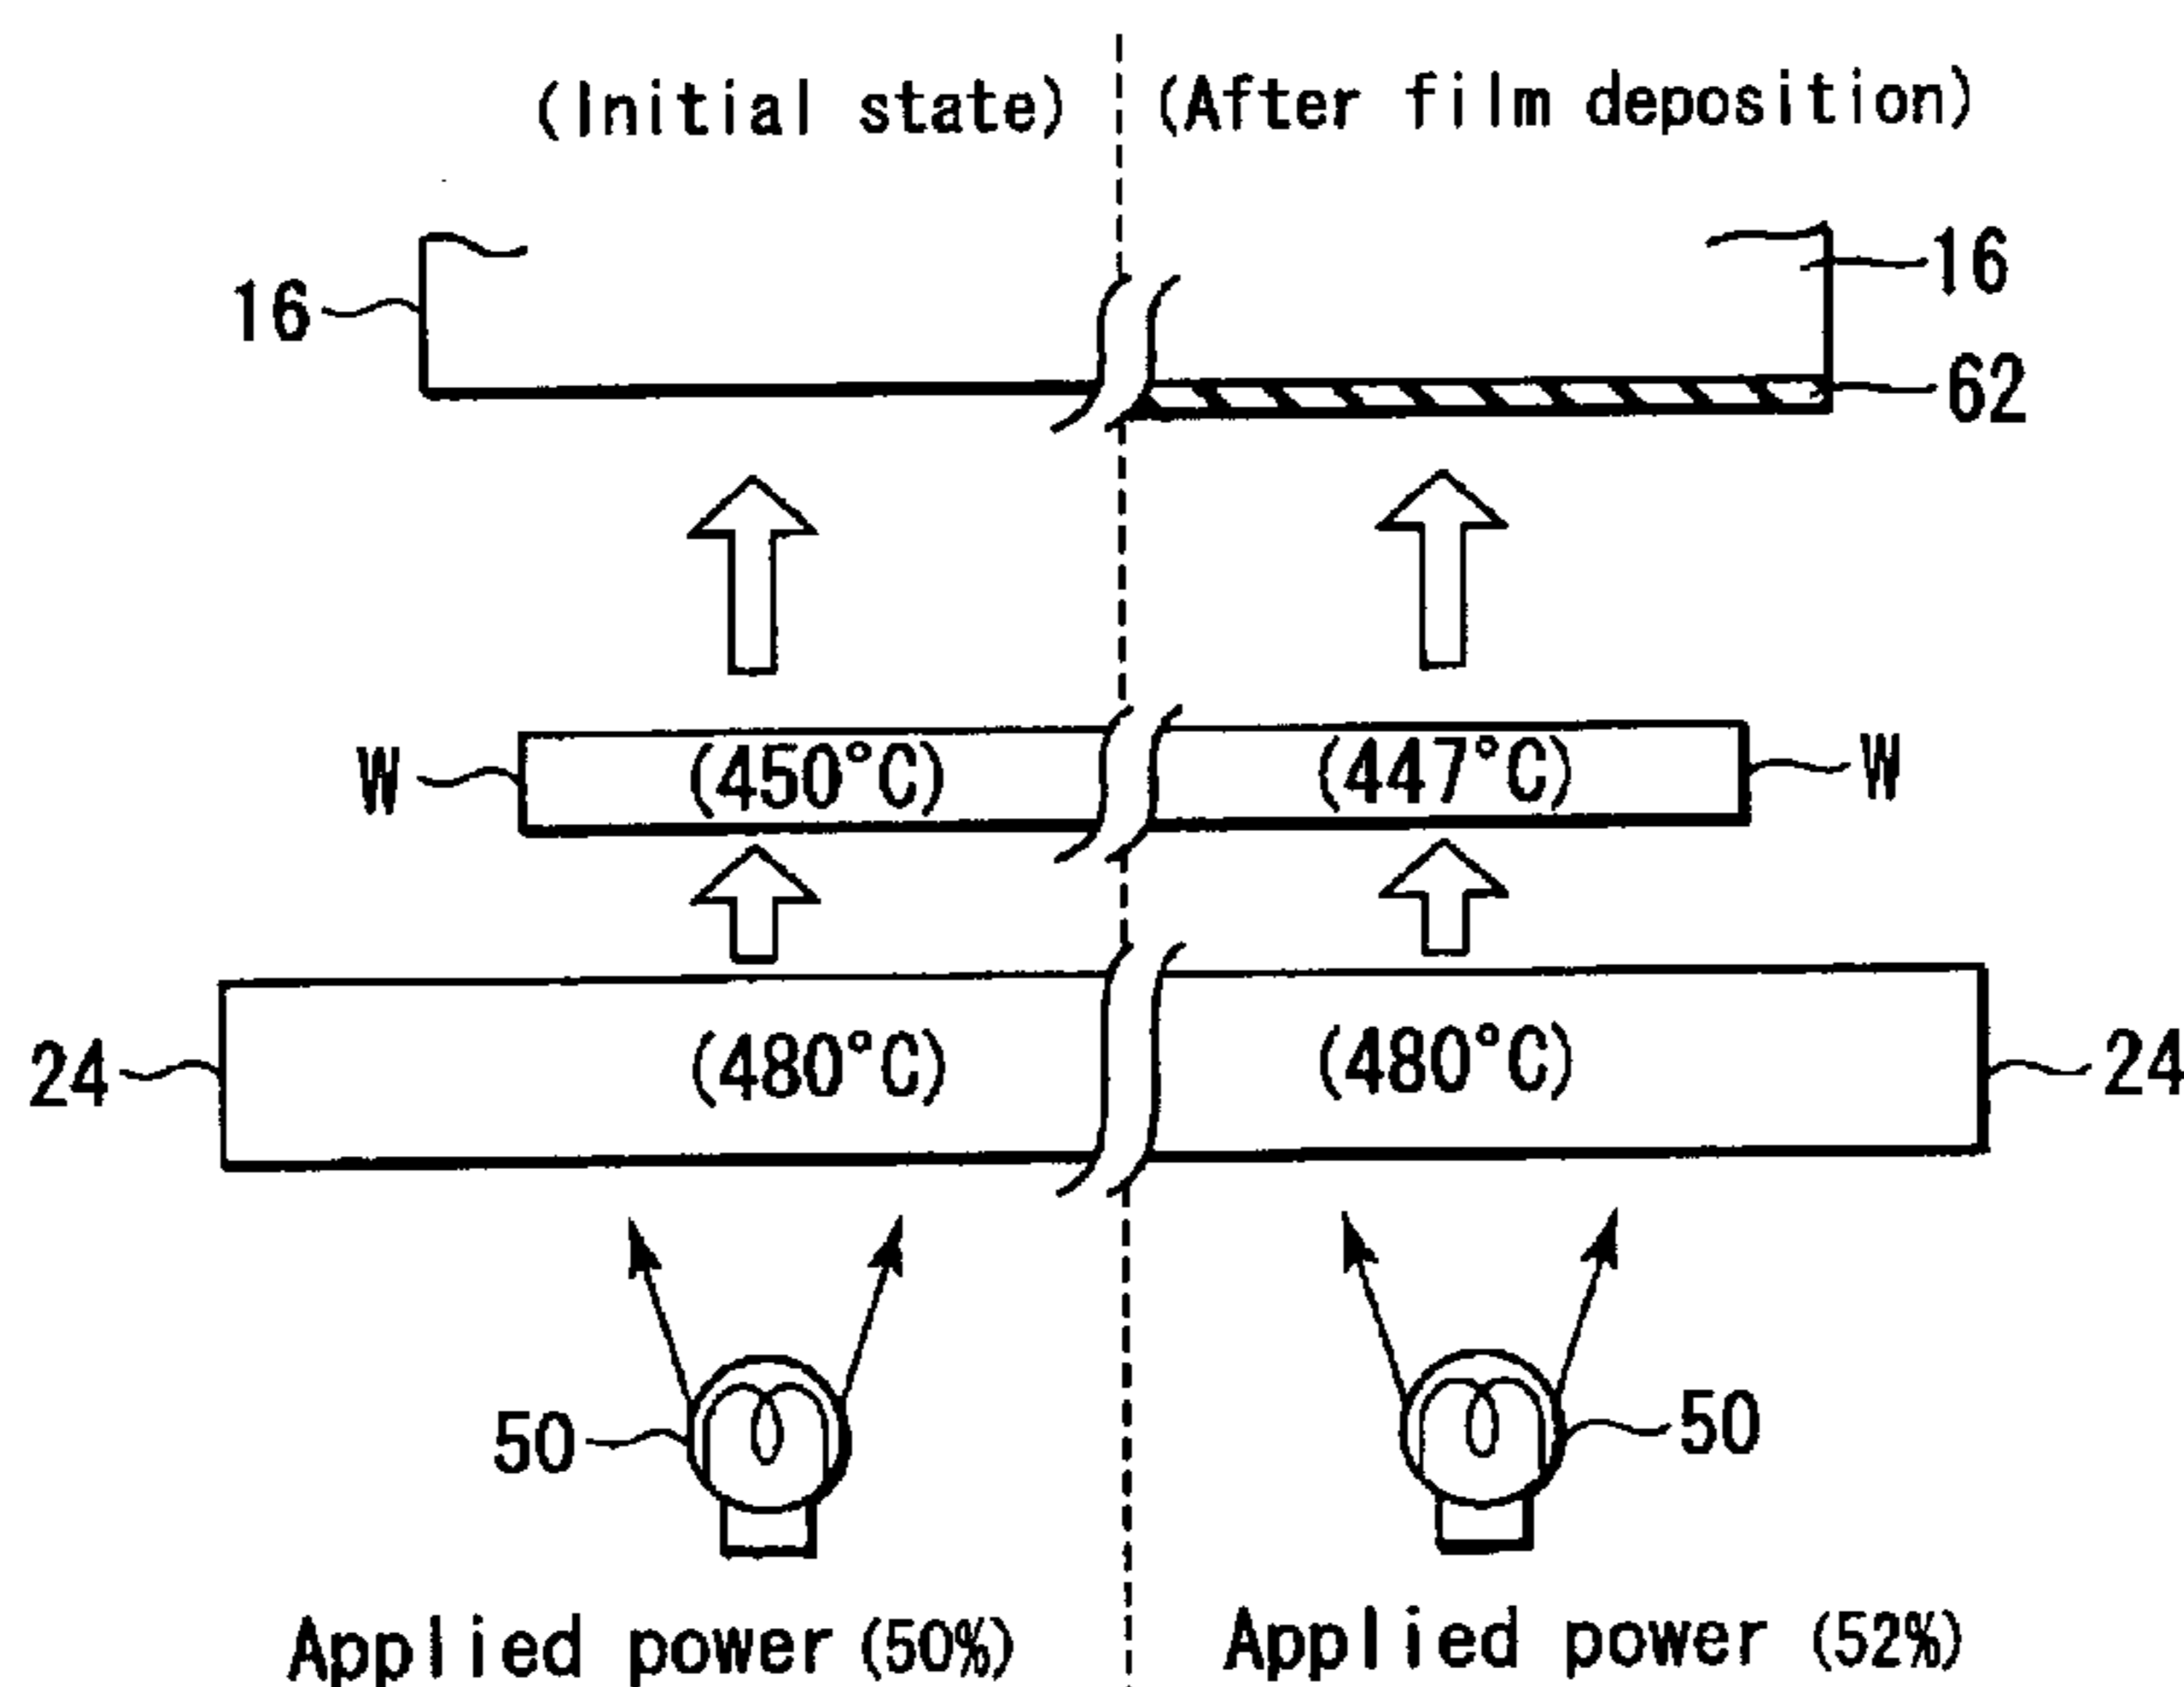 (Initial state) (After film deposition)
16 16
62
W (450°C) (447°C) W
24 (480°C) (480°C) 24
50 50
Applied power (50%) Applied power (52%)